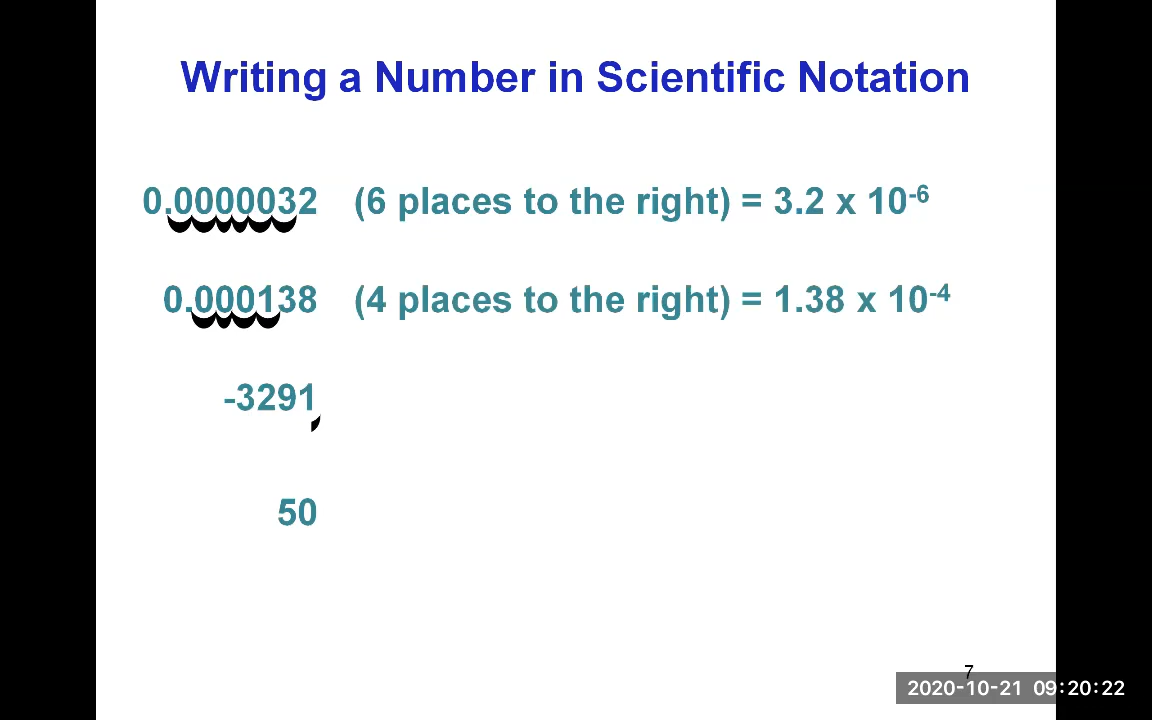 Writing a Number in Scientific Notation
0.0000032 (6 places to the right) = 3.2 x 10⁻⁶
0.000138 (4 places to the right) = 1.38 x 10⁻⁴
-3291
50
7
2020-10-21 09:20:22